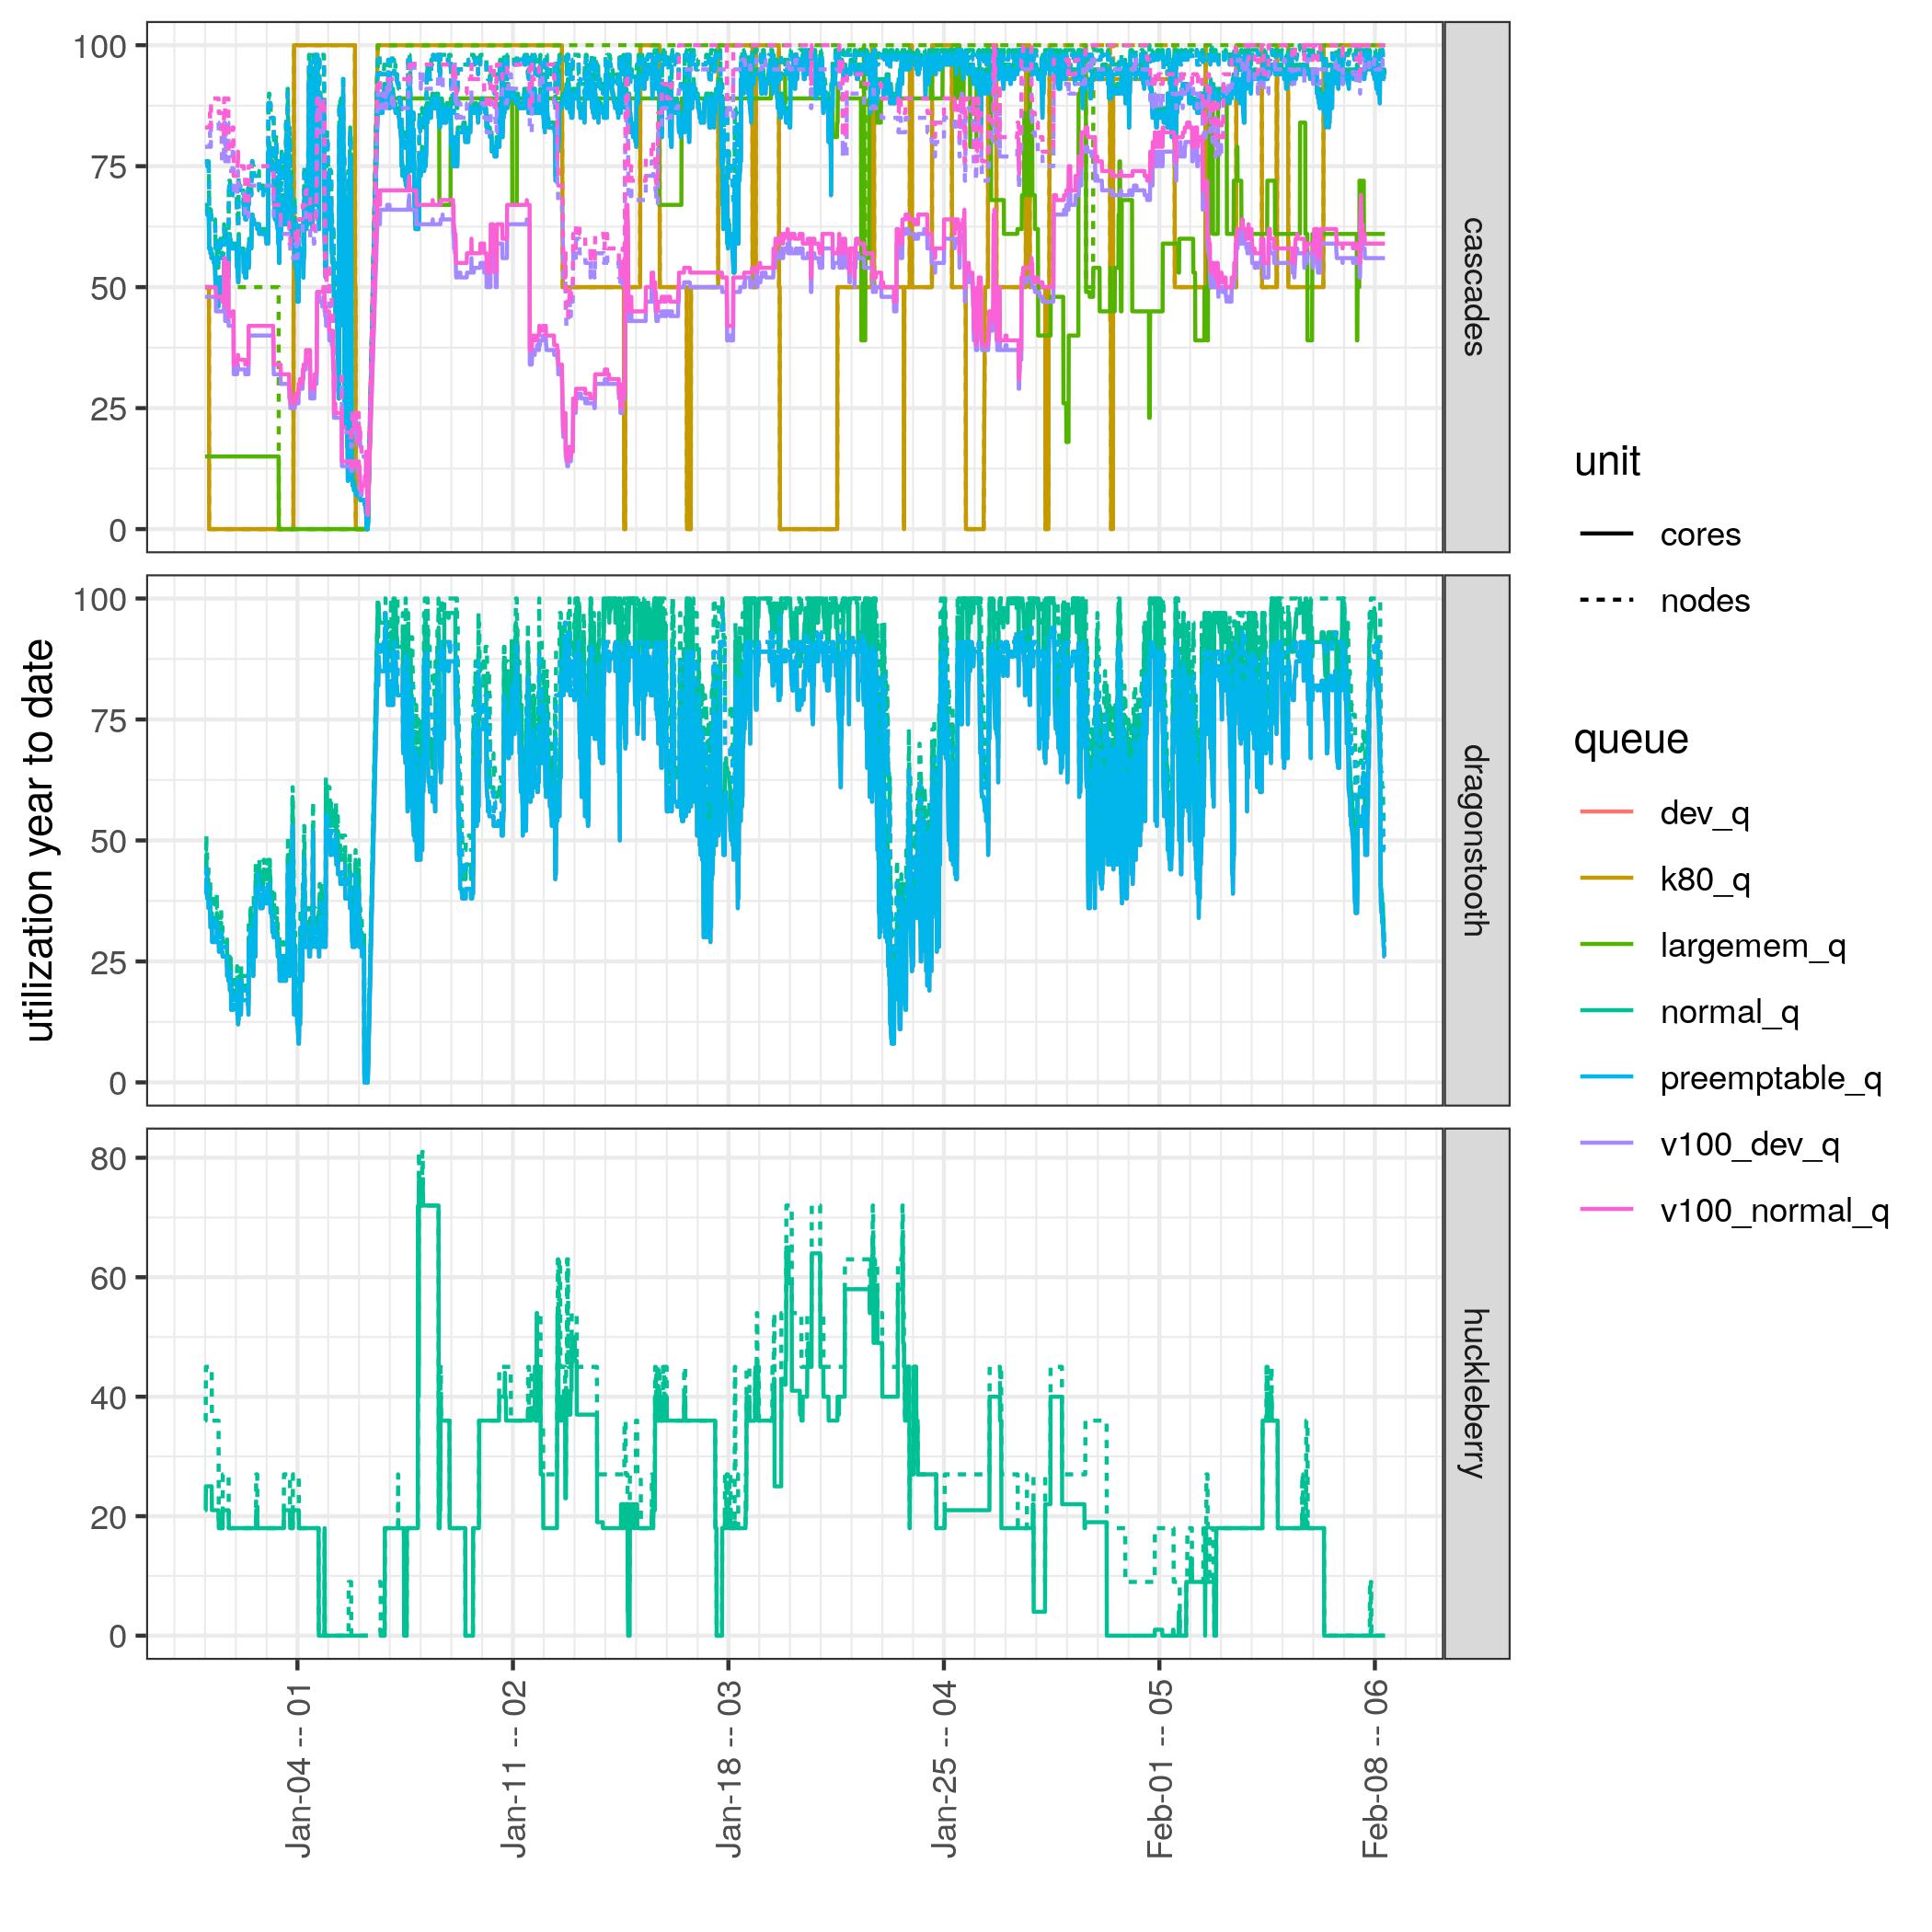 100
75
50
25
0
cascades
100
75
50
25
0
dragonstooth
80
60
40
20
0
huckleberry
utilization year to date
Jan-04 -- 01
Jan-11 -- 02
Jan-18 -- 03
Jan-25 -- 04
Feb-01 -- 05
Feb-08 -- 06
unit
cores
nodes
queue
dev_q
k80_q
largemem_q
normal_q
preemptable_q
v100_dev_q
v100_normal_q